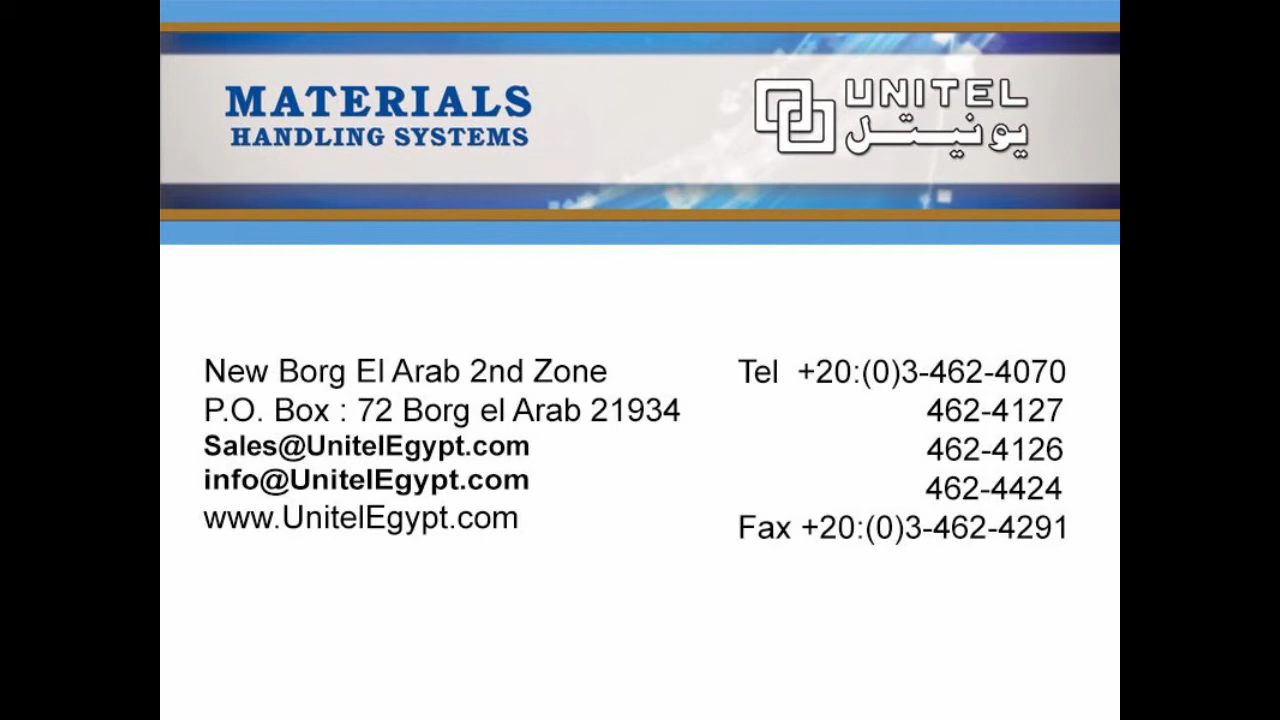 MATERIALS
HANDLING SYSTEMS
UNITEL
يونيتل
New Borg El Arab 2nd Zone
P.O. Box : 72 Borg el Arab 21934
Sales@UnitelEgypt.com
info@UnitelEgypt.com
www.UnitelEgypt.com
Tel +20:(0)3-462-4070
462-4127
462-4126
462-4424
Fax +20:(0)3-462-4291